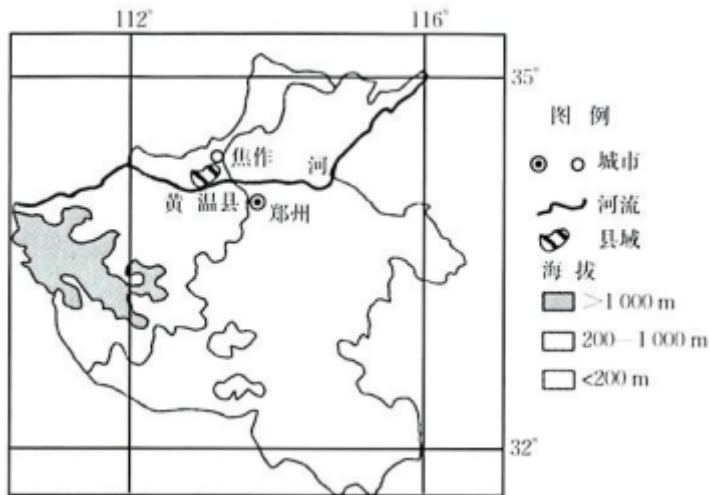 112° 116°
35°
焦作
河
黄 温县
郑州
32°
图 例
城市
河流
县域
海 拔
>1 000 m
200—1 000 m
<200 m